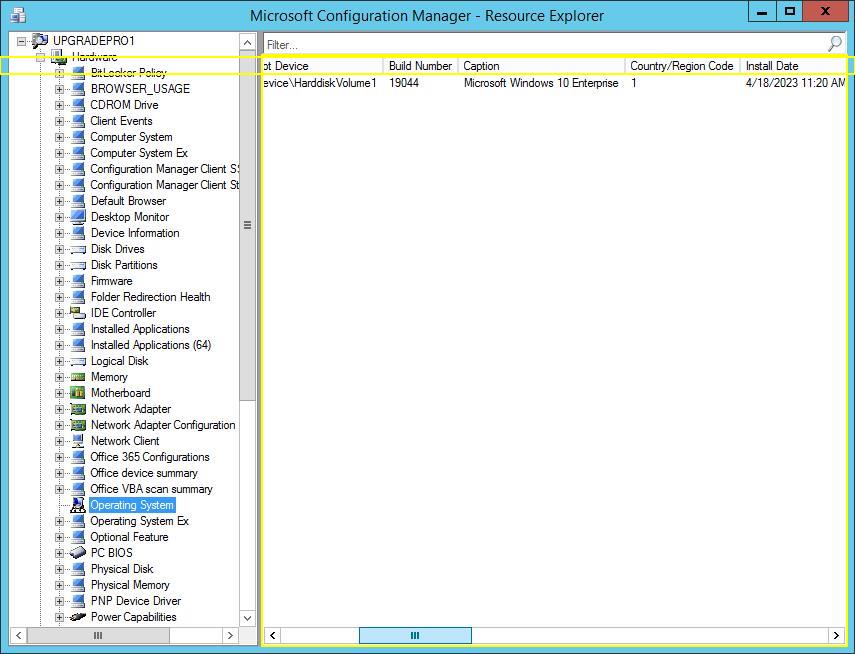 Microsoft Configuration Manager - Resource Explorer
UPGRADEPRO1
Hardware
BitLocker Policy
BROWSER_USAGE
CDROM Drive
Client Events
Computer System
Computer System Ex
Configuration Manager Client S
Configuration Manager Client St
Default Browser
Desktop Monitor
Device Information
Disk Drives
Disk Partitions
Firmware
Folder Redirection Health
IDE Controller
Installed Applications
Installed Applications (64)
Logical Disk
Memory
Motherboard
Network Adapter
Network Adapter Configuration
Network Client
Office 365 Configurations
Office device summary
Office VBA scan summary
Operating System
Operating System Ex
Optional Feature
PC BIOS
Physical Disk
Physical Memory
PNP Device Driver
Power Capabilities
Filter...
ot Device Build Number Caption Country/Region Code Install Date
evice\HarddiskVolume1 19044 Microsoft Windows 10 Enterprise 1 4/18/2023 11:20 AM